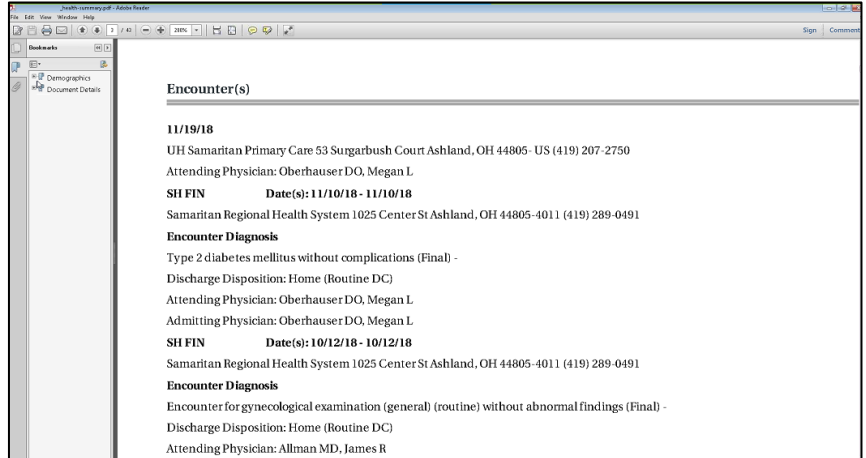 _health-summary.pdf - Adobe Reader
File Edit View Window Help
3 / 43 200% Sign Comment
Bookmarks
Demographics
Document Details
Encounter(s)
11/19/18
UH Samaritan Primary Care 53 Surgarbush Court Ashland, OH 44805- US (419) 207-2750
Attending Physician: Oberhauser DO, Megan L
SH FIN Date(s): 11/10/18 - 11/10/18
Samaritan Regional Health System 1025 Center St Ashland, OH 44805-4011 (419) 289-0491
Encounter Diagnosis
Type 2 diabetes mellitus without complications (Final) -
Discharge Disposition: Home (Routine DC)
Attending Physician: Oberhauser DO, Megan L
Admitting Physician: Oberhauser DO, Megan L
SH FIN Date(s): 10/12/18 - 10/12/18
Samaritan Regional Health System 1025 Center St Ashland, OH 44805-4011 (419) 289-0491
Encounter Diagnosis
Encounter for gynecological examination (general) (routine) without abnormal findings (Final) -
Discharge Disposition: Home (Routine DC)
Attending Physician: Allman MD, James R